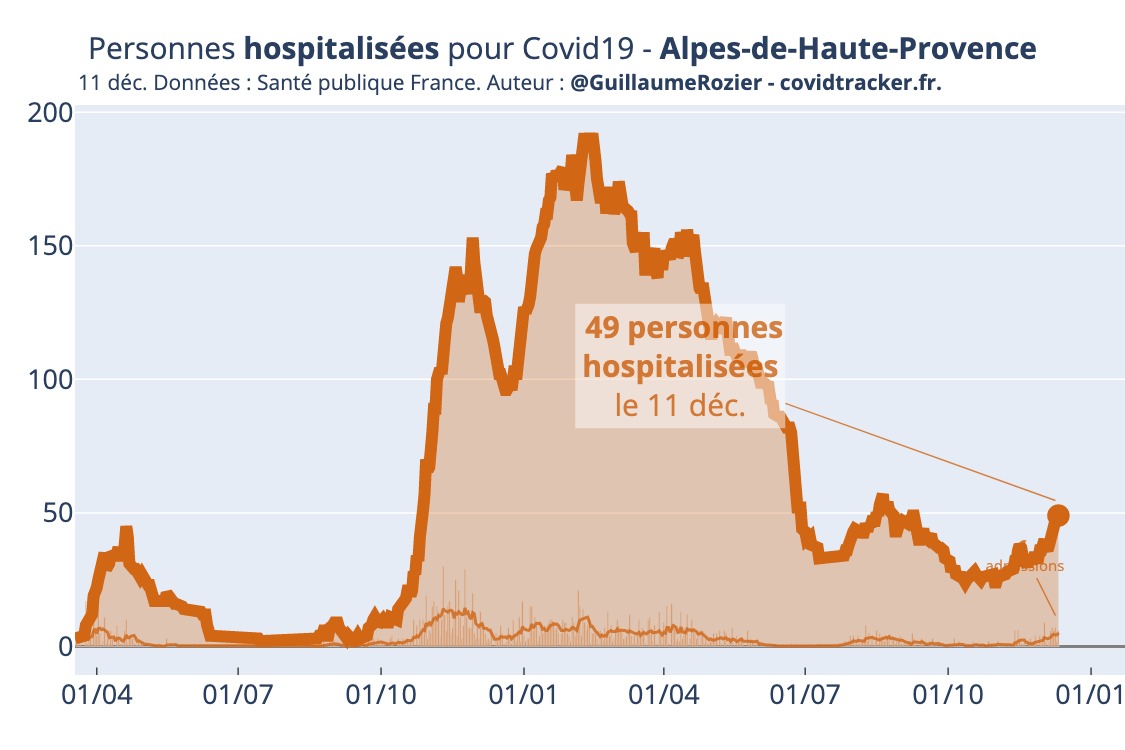 Personnes hospitalisées pour Covid19 - Alpes-de-Haute-Provence
11 déc. Données : Santé publique France. Auteur : @GuillaumeRozier - covidtracker.fr.
200
150
100
50
0
49 personnes
hospitalisées
le 11 déc.
admissions
01/04 01/07 01/10 01/01 01/04 01/07 01/10 01/01